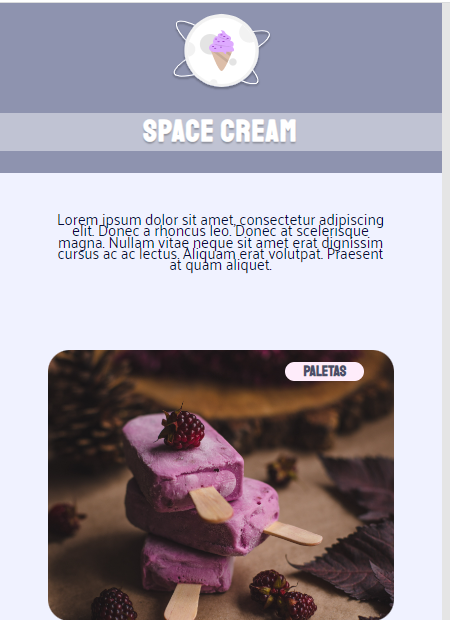 SPACE CREAM
Lorem ipsum dolor sit amet, consectetur adipiscing
elit. Donec a rhoncus leo. Donec at scelerisque
magna. Nullam vitae neque sit amet erat dignissim
cursus ac ac lectus. Aliquam erat volutpat. Praesent
at quam aliquet.
PALETAS